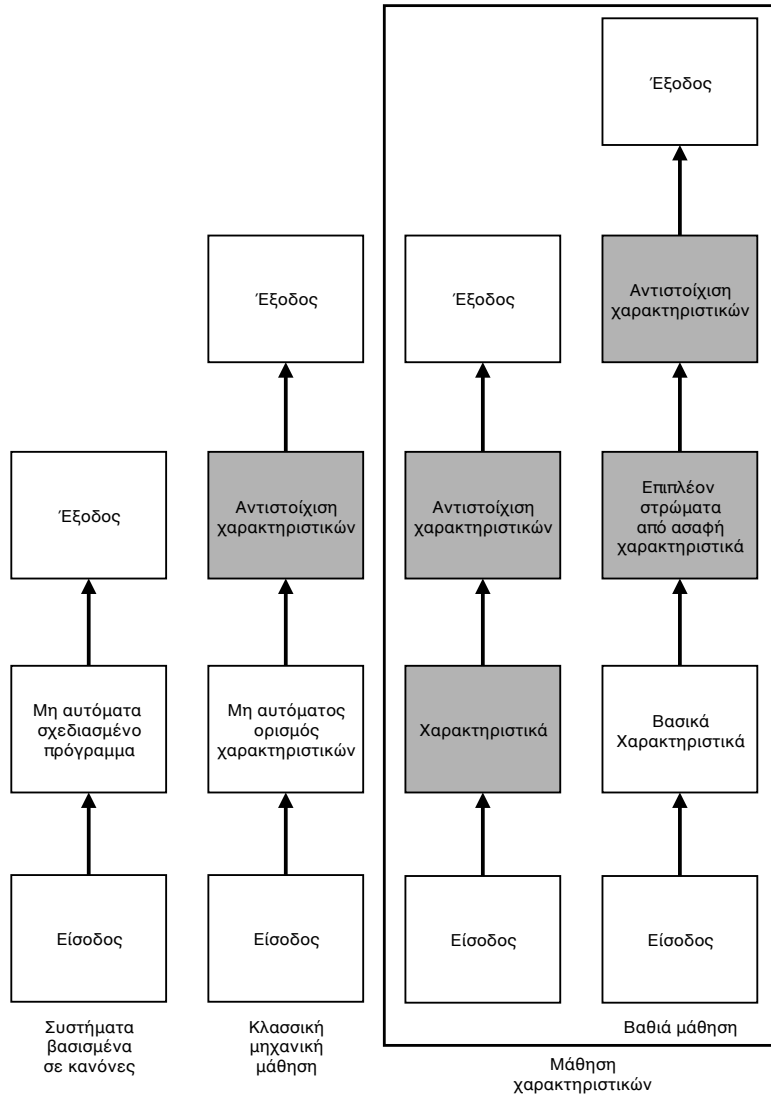 Έξοδος
Έξοδος
Έξοδος
Αντιστοίχιση
χαρακτηριστικών
Έξοδος
Αντιστοίχιση
χαρακτηριστικών
Αντιστοίχιση
χαρακτηριστικών
Επιπλέον
στρώματα
από ασαφή
χαρακτηριστικά
Μη αυτόματα
σχεδιασμένο
πρόγραμμα
Μη αυτόματος
ορισμός
χαρακτηριστικών
Χαρακτηριστικά
Βασικά
Χαρακτηριστικά
Είσοδος
Είσοδος
Είσοδος
Είσοδος
Συστήματα
βασισμένα
σε κανόνες
Κλασσική
μηχανική
μάθηση
Βαθιά μάθηση
Μάθηση
χαρακτηριστικών